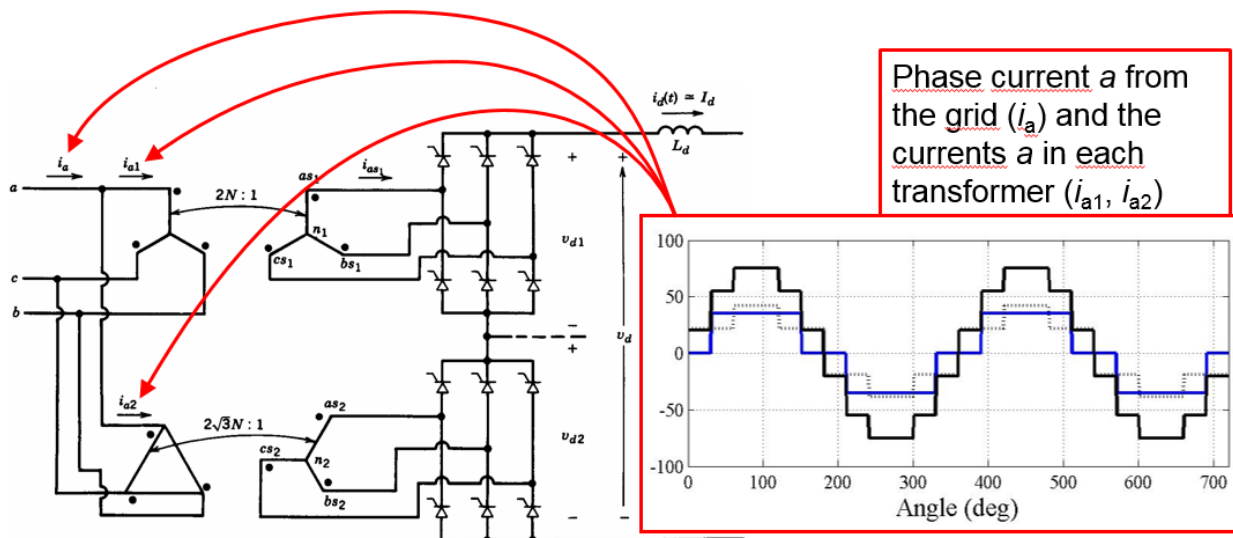 Phase current a from
the grid (ia) and the
currents a in each
transformer (ia1, ia2)
id(t) ≃ Id
Ld
ia
ia1
ias1
as1
a
2N : 1
n1
cs1
bs1
c
b
+
+
vd1
−
+
vd
ia2
2√3N : 1
as2
cs2
n2
bs2
vd2
−
−
100
50
0
-50
-100
0
100
200
300
400
500
600
700
Angle (deg)